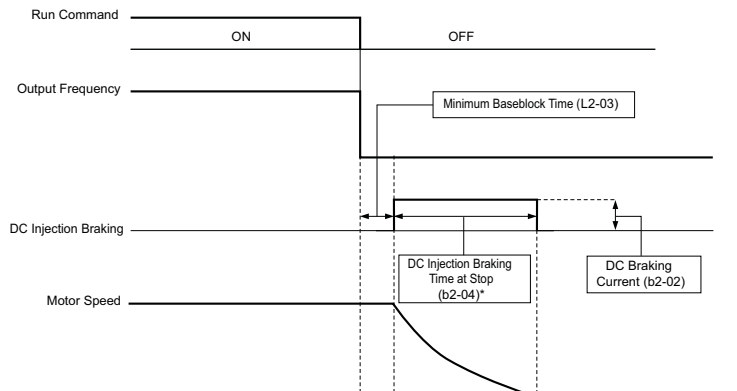 Run Command
ON
OFF
Output Frequency
Minimum Baseblock Time (L2-03)
DC Injection Braking
DC Injection Braking
Time at Stop
(b2-04)*
DC Braking
Current (b2-02)
Motor Speed